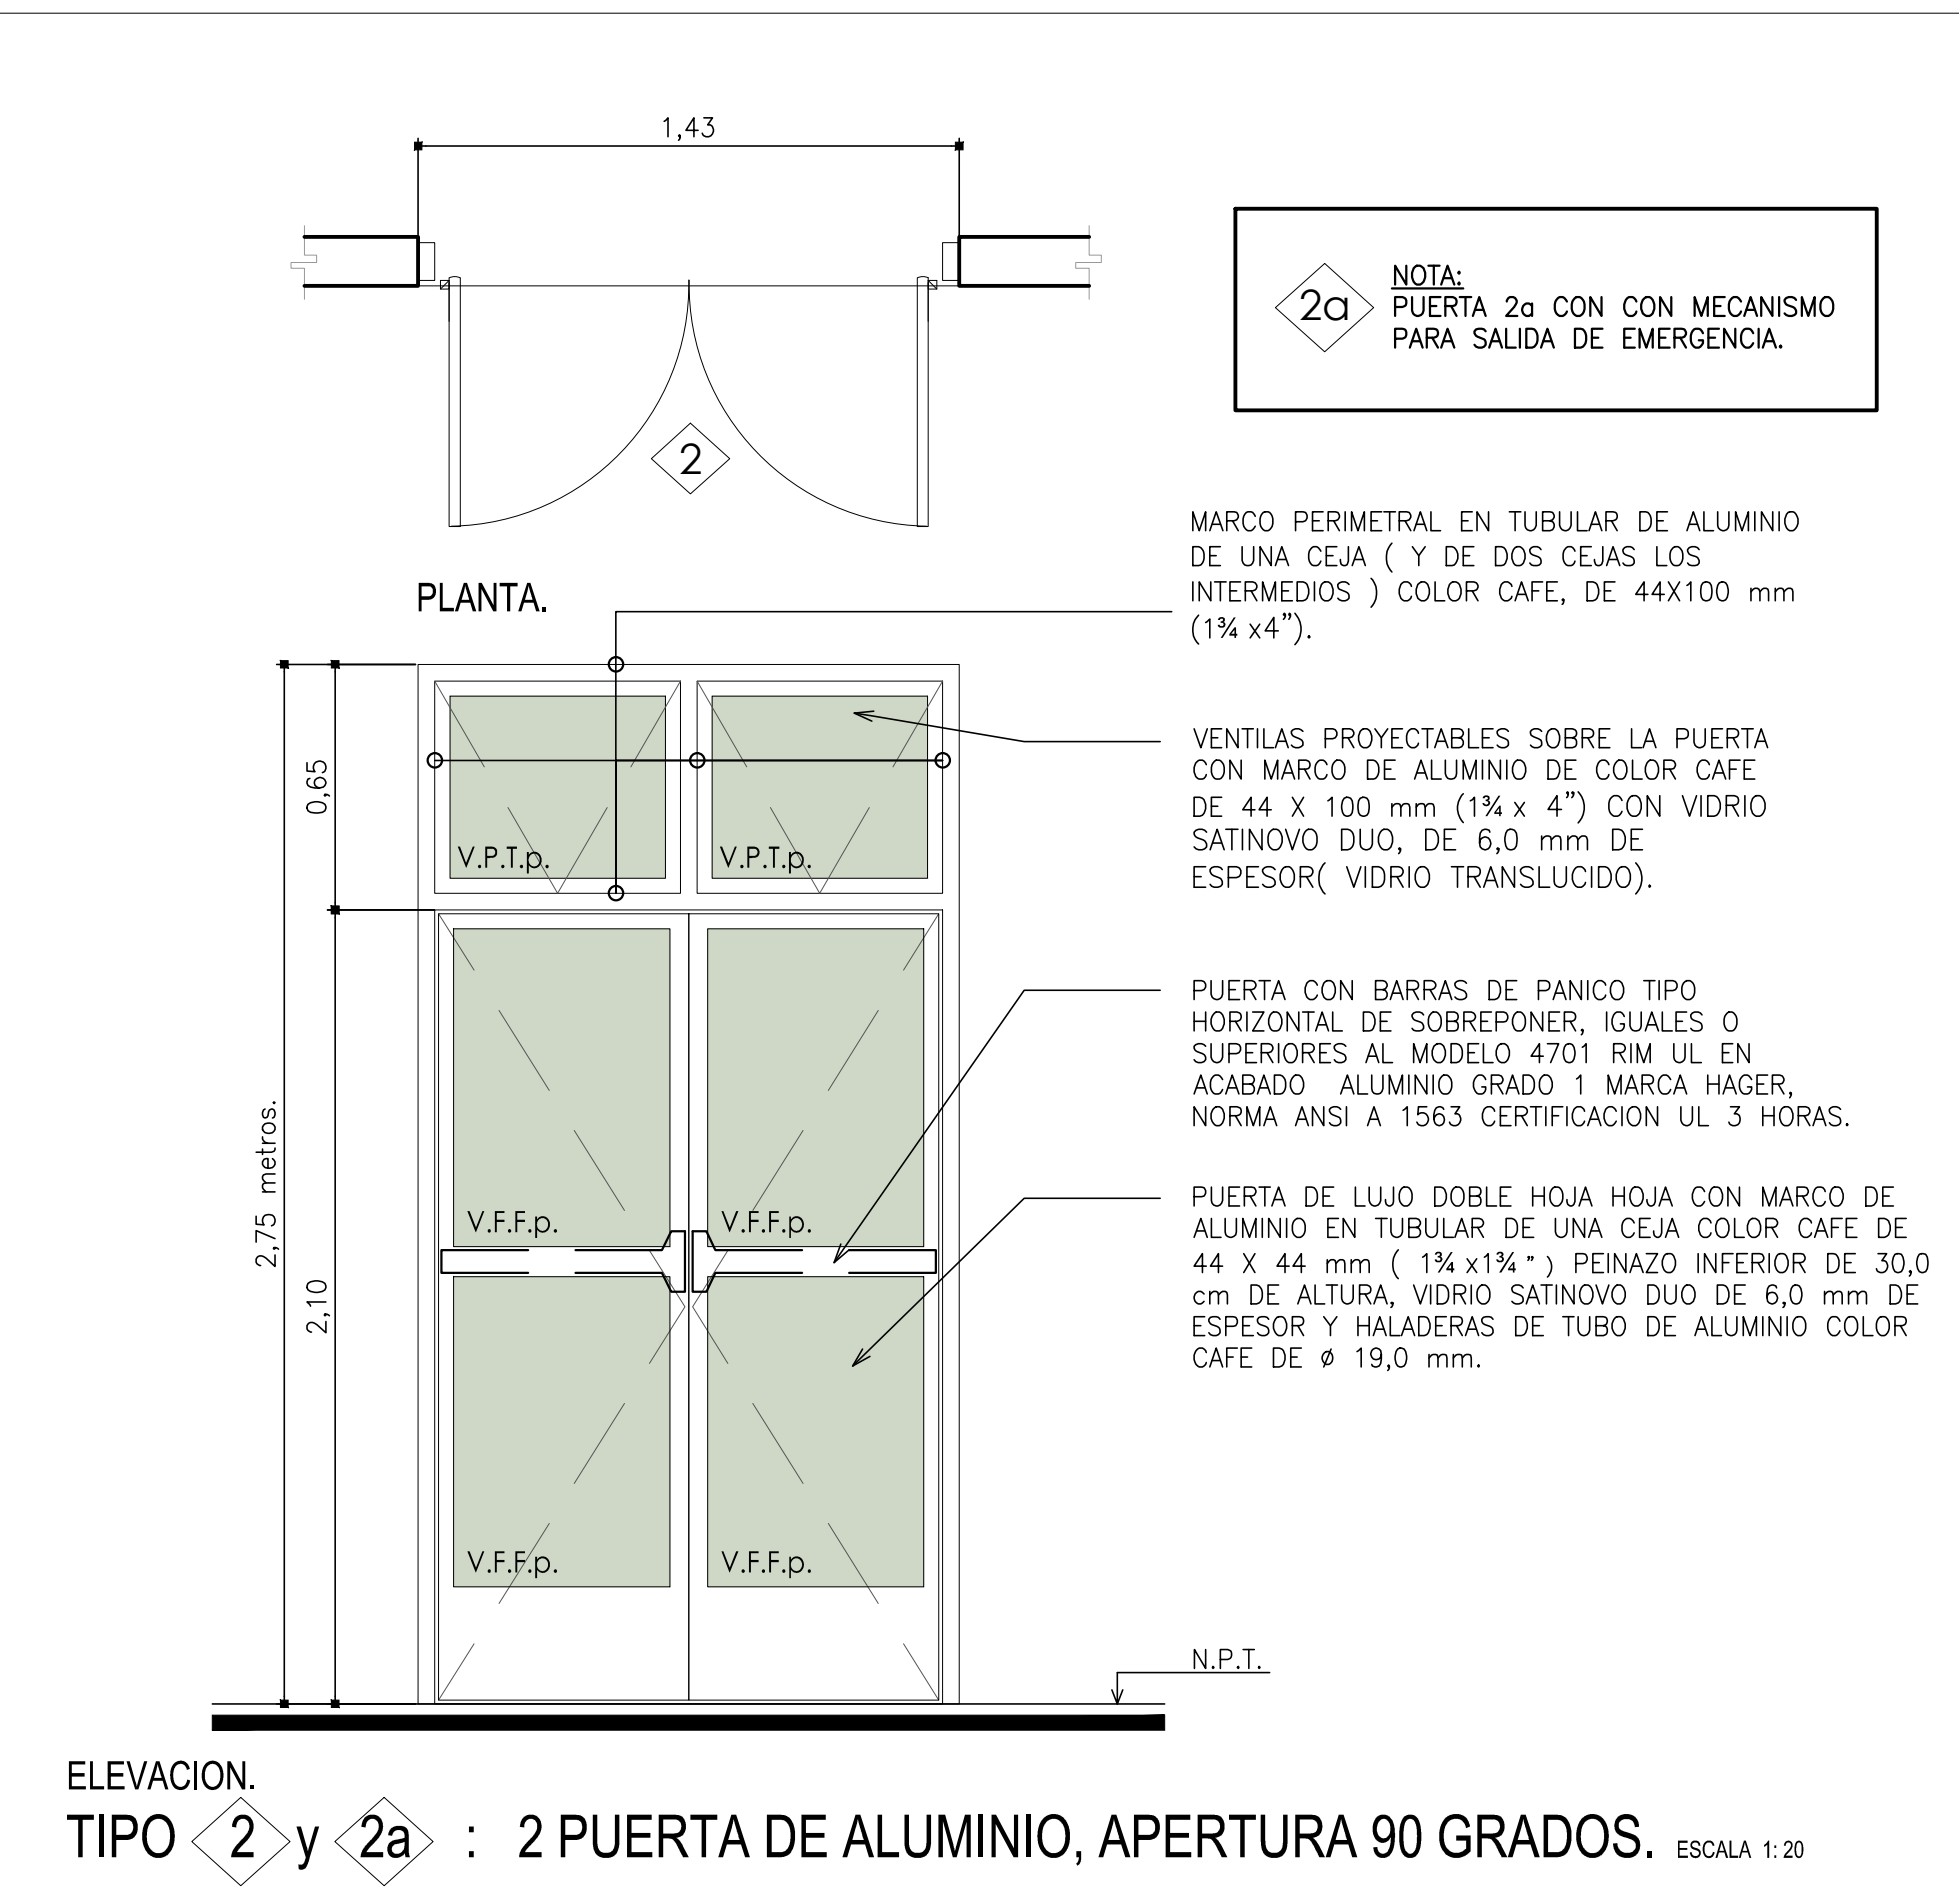 1,43
2a
NOTA:
PUERTA 2a CON CON MECANISMO
PARA SALIDA DE EMERGENCIA.
2
PLANTA.
MARCO PERIMETRAL EN TUBULAR DE ALUMINIO
DE UNA CEJA ( Y DE DOS CEJAS LOS
INTERMEDIOS ) COLOR CAFE, DE 44X100 mm
(1¾ x4”).
VENTILAS PROYECTABLES SOBRE LA PUERTA
CON MARCO DE ALUMINIO DE COLOR CAFE
DE 44 X 100 mm (1¾ x 4”) CON VIDRIO
SATINOVO DUO, DE 6,0 mm DE
ESPESOR( VIDRIO TRANSLUCIDO).
0,65
V.P.T.p.
V.P.T.p.
PUERTA CON BARRAS DE PANICO TIPO
HORIZONTAL DE SOBREPONER, IGUALES O
SUPERIORES AL MODELO 4701 RIM UL EN
ACABADO ALUMINIO GRADO 1 MARCA HAGER,
NORMA ANSI A 1563 CERTIFICACION UL 3 HORAS.
2,75 metros.
2,10
V.F.F.p.
V.F.F.p.
PUERTA DE LUJO DOBLE HOJA HOJA CON MARCO DE
ALUMINIO EN TUBULAR DE UNA CEJA COLOR CAFE DE
44 X 44 mm ( 1¾ x1¾ ” ) PEINAZO INFERIOR DE 30,0
cm DE ALTURA, VIDRIO SATINOVO DUO DE 6,0 mm DE
ESPESOR Y HALADERAS DE TUBO DE ALUMINIO COLOR
CAFE DE ø 19,0 mm.
V.F.F.p.
V.F.F.p.
N.P.T.
ELEVACION.
TIPO 2 y 2a : 2 PUERTA DE ALUMINIO, APERTURA 90 GRADOS. ESCALA 1: 20